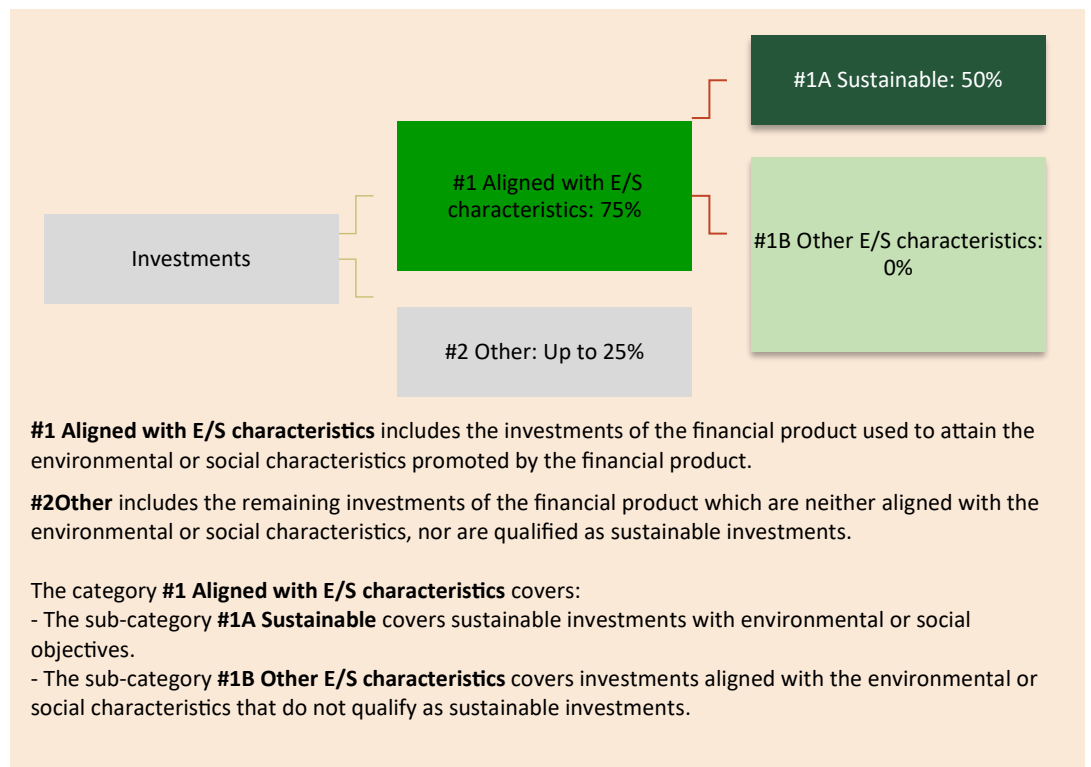 #1A Sustainable: 50%
#1 Aligned with E/S
characteristics: 75%
#1B Other E/S characteristics:
0%
Investments
#2 Other: Up to 25%
#1 Aligned with E/S characteristics includes the investments of the financial product used to attain the
environmental or social characteristics promoted by the financial product.
#2Other includes the remaining investments of the financial product which are neither aligned with the
environmental or social characteristics, nor are qualified as sustainable investments.
The category #1 Aligned with E/S characteristics covers:
- The sub-category #1A Sustainable covers sustainable investments with environmental or social
objectives.
- The sub-category #1B Other E/S characteristics covers investments aligned with the environmental or
social characteristics that do not qualify as sustainable investments.